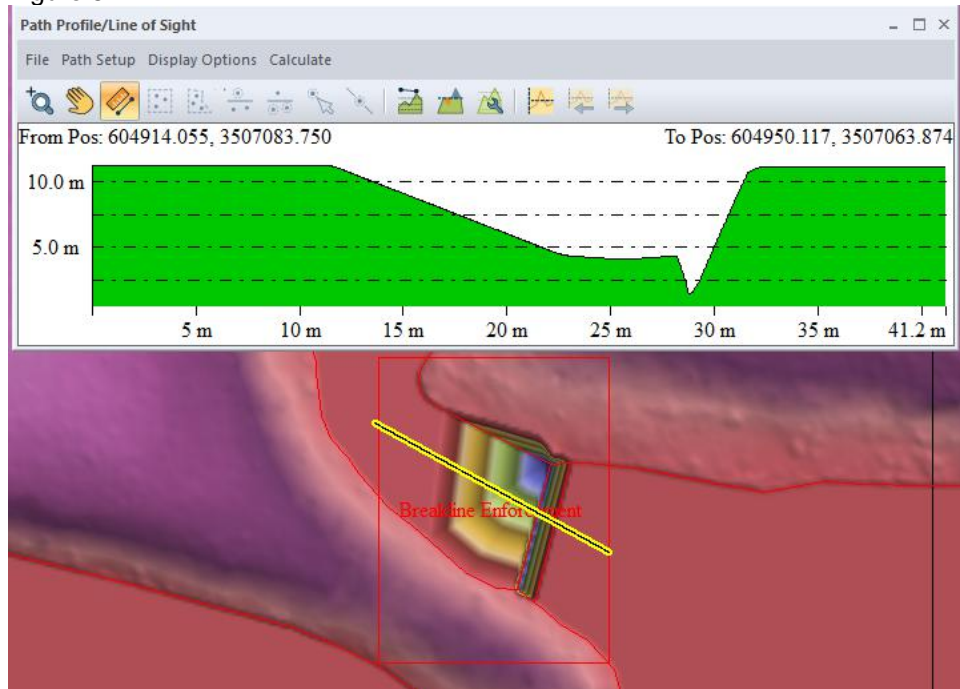 Path Profile/Line of Sight
File Path Setup Display Options Calculate
From Pos: 604914.055, 3507083.750 To Pos: 604950.117, 3507063.874
10.0 m
5.0 m
5 m 10 m 15 m 20 m 25 m 30 m 35 m 41.2 m
Breakline Enforcement